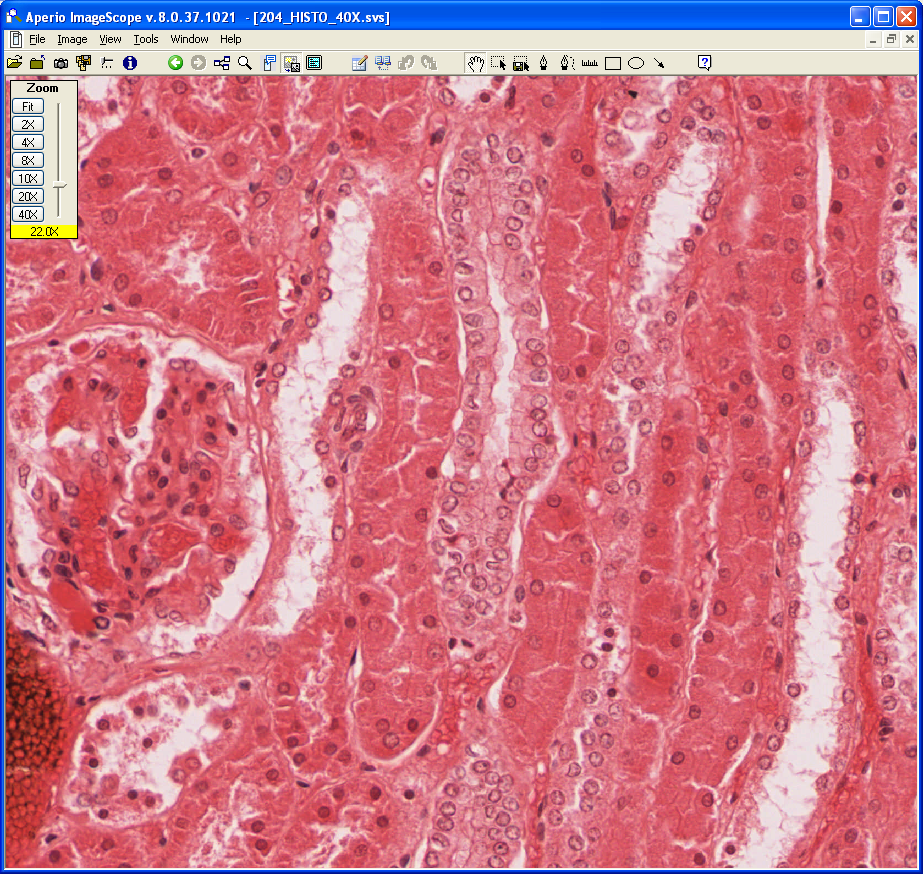 Aperio ImageScope v.8.0.37.1021 - [204_HISTO_40X.svs]
File Image View Tools Window Help
Zoom
Fit
2X
4X
8X
10X
20X
40X
22.0X